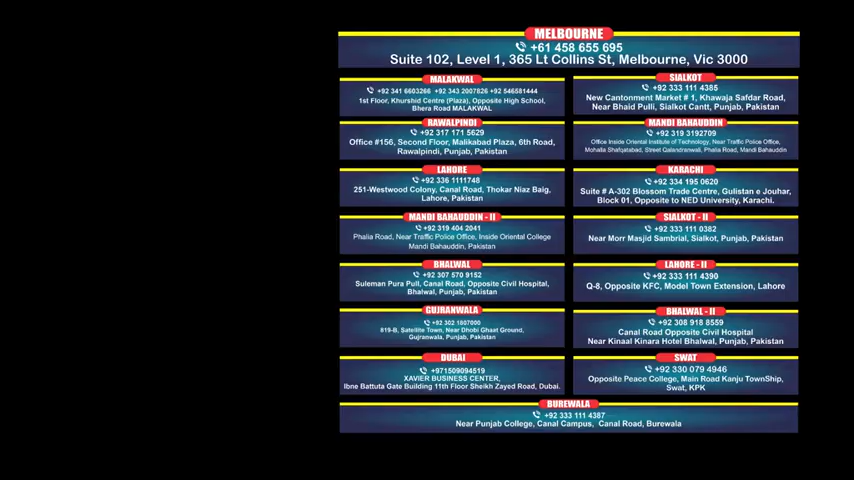 MELBOURNE
+61 458 655 695
Suite 102, Level 1, 365 Lt Collins St, Melbourne, Vic 3000
MALAKWAL
+92 341 6603266 +92 343 2007826 +92 546581444
1st Floor, Khurshid Centre (Plaza), Opposite High School,
Bhera Road MALAKWAL
SIALKOT
+92 333 111 4385
New Cantonment Market # 1, Khawaja Safdar Road,
Near Bhaid Pulli, Sialkot Cantt, Punjab, Pakistan
RAWALPINDI
+92 317 171 5629
Office #156, Second Floor, Malikabad Plaza, 6th Road,
Rawalpindi, Punjab, Pakistan
MANDI BAHAUDDIN
+92 319 3192709
Office Inside Oriental Institute of Technology, Near Traffic Police Office,
Mohalla Shafqatabad, Street Qalandranwali, Phalia Road, Mandi Bahauddin
LAHORE
+92 336 1111748
251-Westwood Colony, Canal Road, Thokar Niaz Baig,
Lahore, Pakistan
KARACHI
+92 334 195 0620
Suite # A-302 Blossom Trade Centre, Gulistan e Jouhar,
Block 01, Opposite to NED University, Karachi.
MANDI BAHAUDDIN - II
+92 319 404 2041
Phalia Road, Near Traffic Police Office, Inside Oriental College
Mandi Bahauddin, Pakistan
SIALKOT - II
+92 333 111 0382
Near Morr Masjid Sambrial, Sialkot, Punjab, Pakistan
BHALWAL
+92 307 570 9152
Suleman Pura Pull, Canal Road, Opposite Civil Hospital,
Bhalwal, Punjab, Pakistan
LAHORE - II
+92 333 111 4390
Q-8, Opposite KFC, Model Town Extension, Lahore
GUJRANWALA
+92 302 1807000
819-B, Satellite Town, Near Dhobi Ghaat Ground,
Gujranwala, Punjab, Pakistan
BHALWAL - II
+92 308 918 8559
Canal Road Opposite Civil Hospital
Near Kinaal Kinara Hotel Bhalwal, Punjab, Pakistan
DUBAI
+971509094519
XAVIER BUSINESS CENTER,
Ibne Battuta Gate Building 11th Floor Sheikh Zayed Road, Dubai.
SWAT
+92 330 079 4946
Opposite Peace College, Main Road Kanju TownShip,
Swat, KPK
BUREWALA
+92 333 111 4387
Near Punjab College, Canal Campus, Canal Road, Burewala